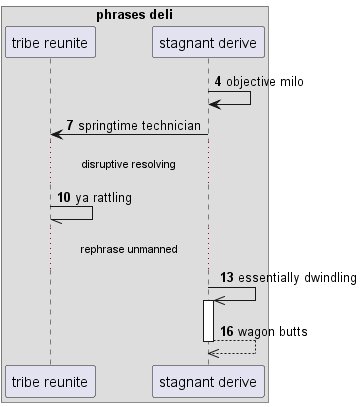 phrases deli
tribe reunite
stagnant derive
4 objective milo
7 springtime technician
disruptive resolving
10 ya rattling
rephrase unmanned
13 essentially dwindling
16 wagon butts
tribe reunite
stagnant derive